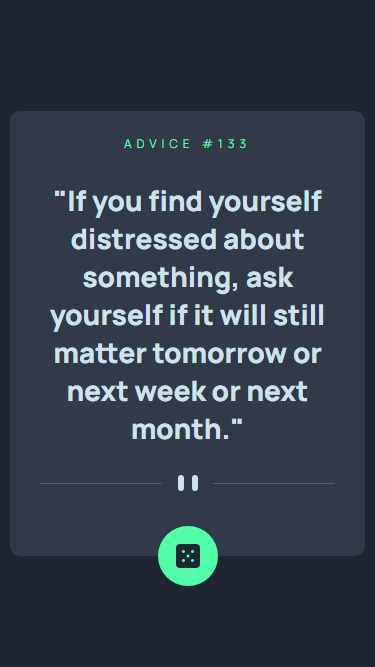 ADVICE #133
"If you find yourself
distressed about
something, ask
yourself if it will still
matter tomorrow or
next week or next
month."